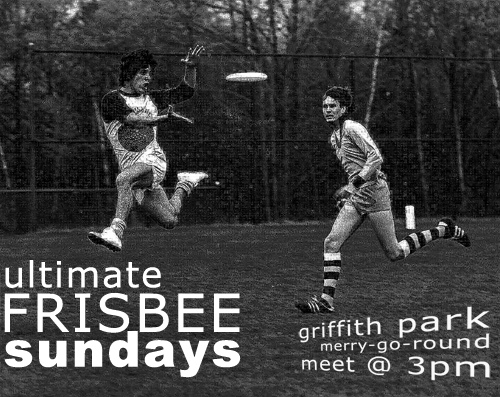 ultimate
FRISBEE
sundays
griffith park
merry-go-round
meet @ 3pm